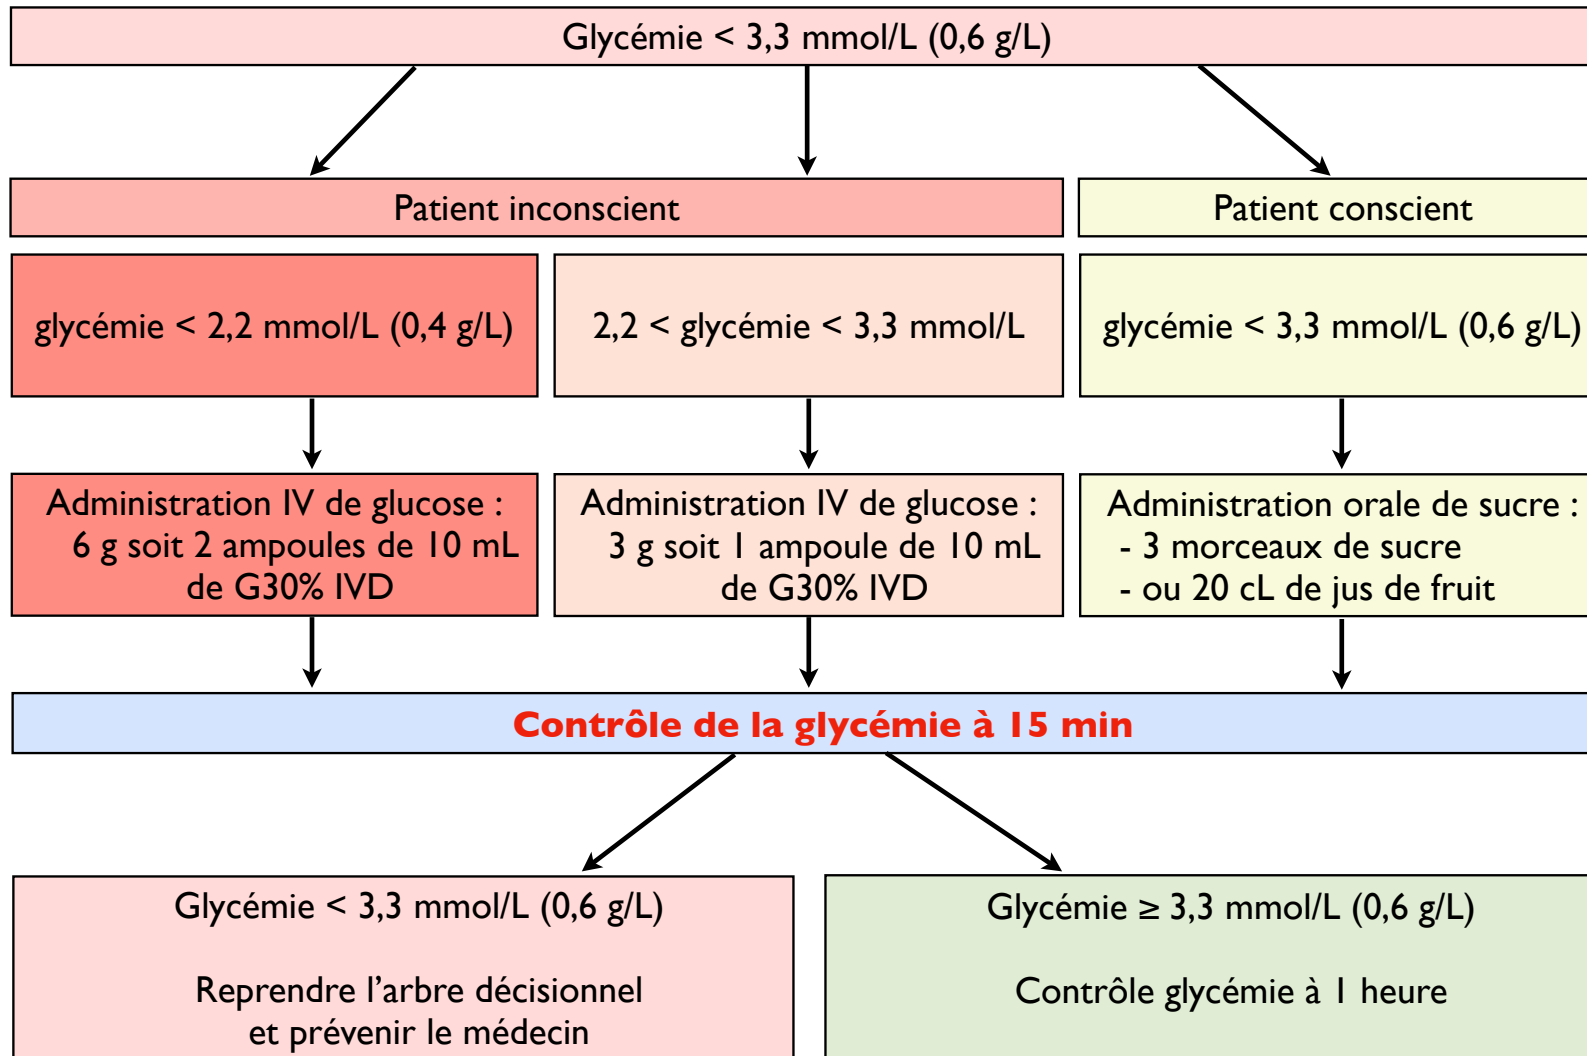 Glycémie < 3,3 mmol/L (0,6 g/L)
Patient inconscient
Patient conscient
glycémie < 2,2 mmol/L (0,4 g/L)
2,2 < glycémie < 3,3 mmol/L
glycémie < 3,3 mmol/L (0,6 g/L)
Administration IV de glucose :
6 g soit 2 ampoules de 10 mL
de G30% IVD
Administration IV de glucose :
3 g soit 1 ampoule de 10 mL
de G30% IVD
Administration orale de sucre :
- 3 morceaux de sucre
- ou 20 cL de jus de fruit
Contrôle de la glycémie à 15 min
Glycémie < 3,3 mmol/L (0,6 g/L)
Reprendre l’arbre décisionnel
et prévenir le médecin
Glycémie ≥ 3,3 mmol/L (0,6 g/L)
Contrôle glycémie à 1 heure